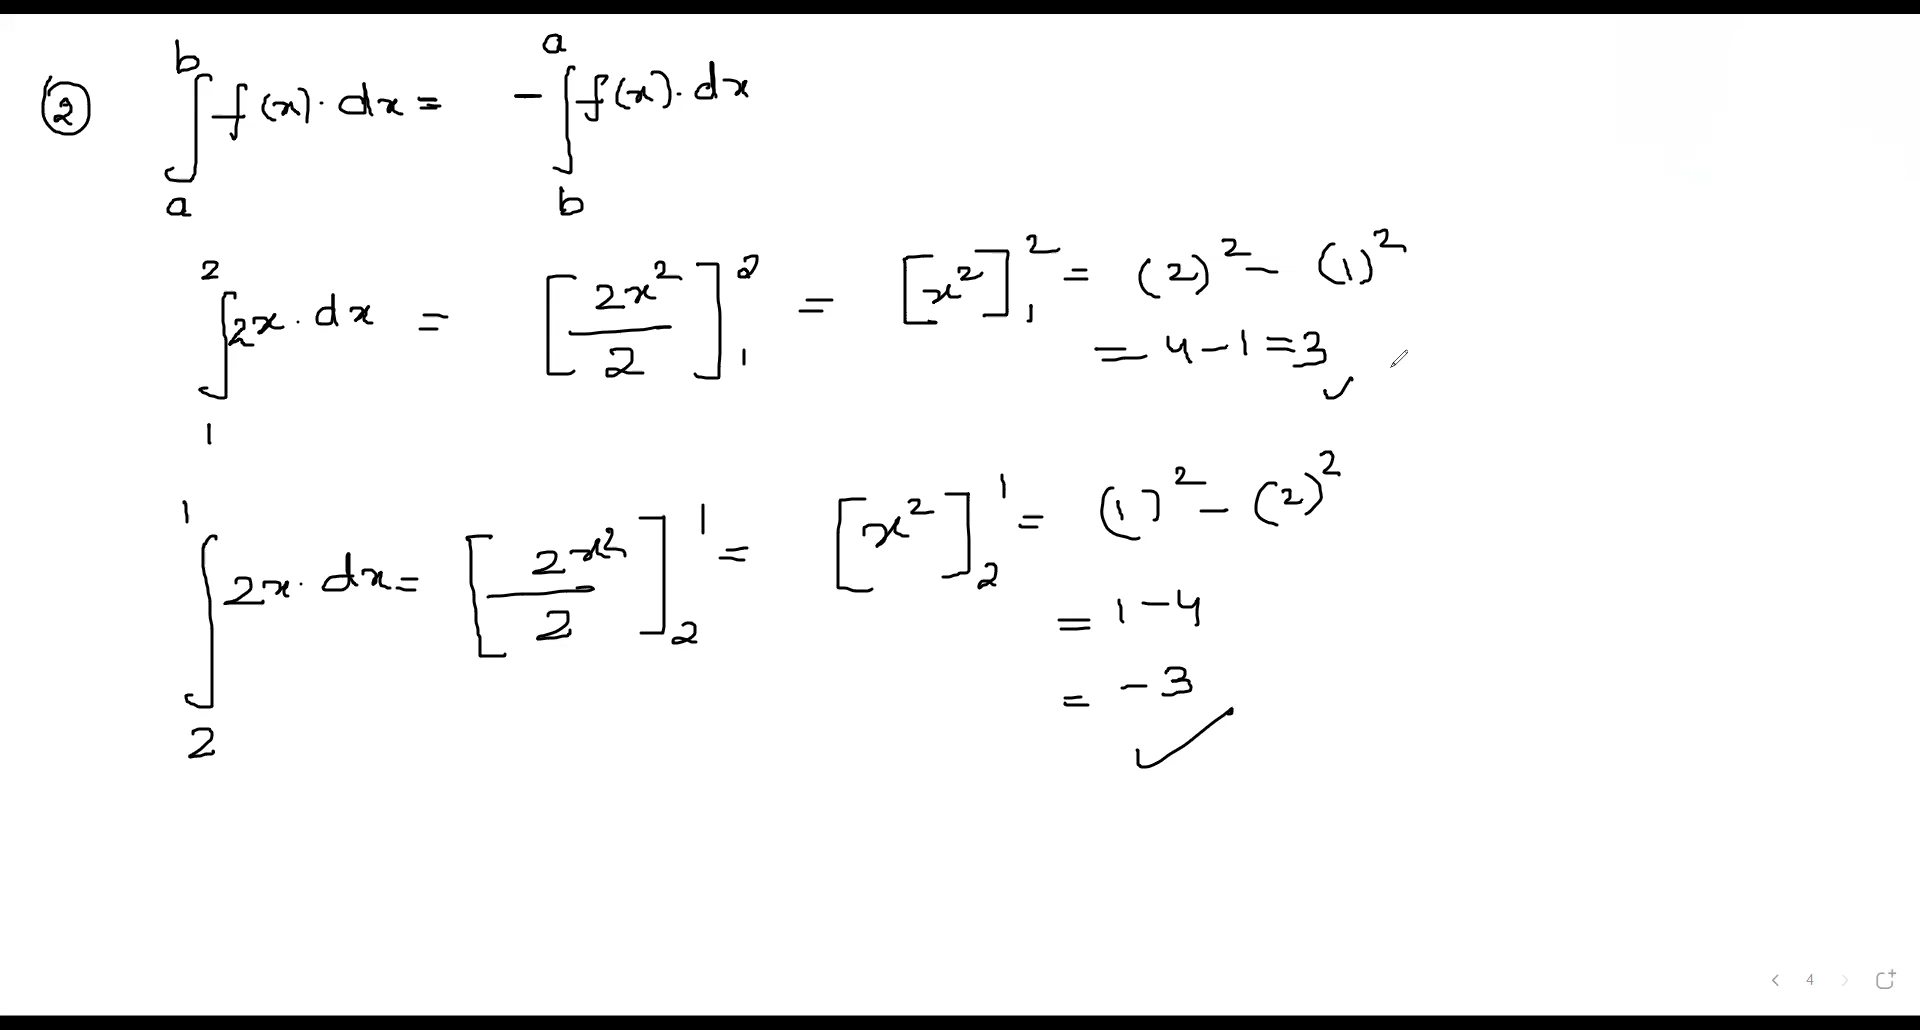 ② ∫_a^b f(x)·dx = -∫_b^a f(x)·dx
∫_1^2 2x·dx = [2x²/2]_1^2 = [x²]_1^2 = (2)² - (1)²
= 4 - 1 = 3 ✓
∫_2^1 2x·dx = [2x²/2]_2^1 = [x²]_2^1 = (1)² - (2)²
= 1 - 4
= -3
✓
4